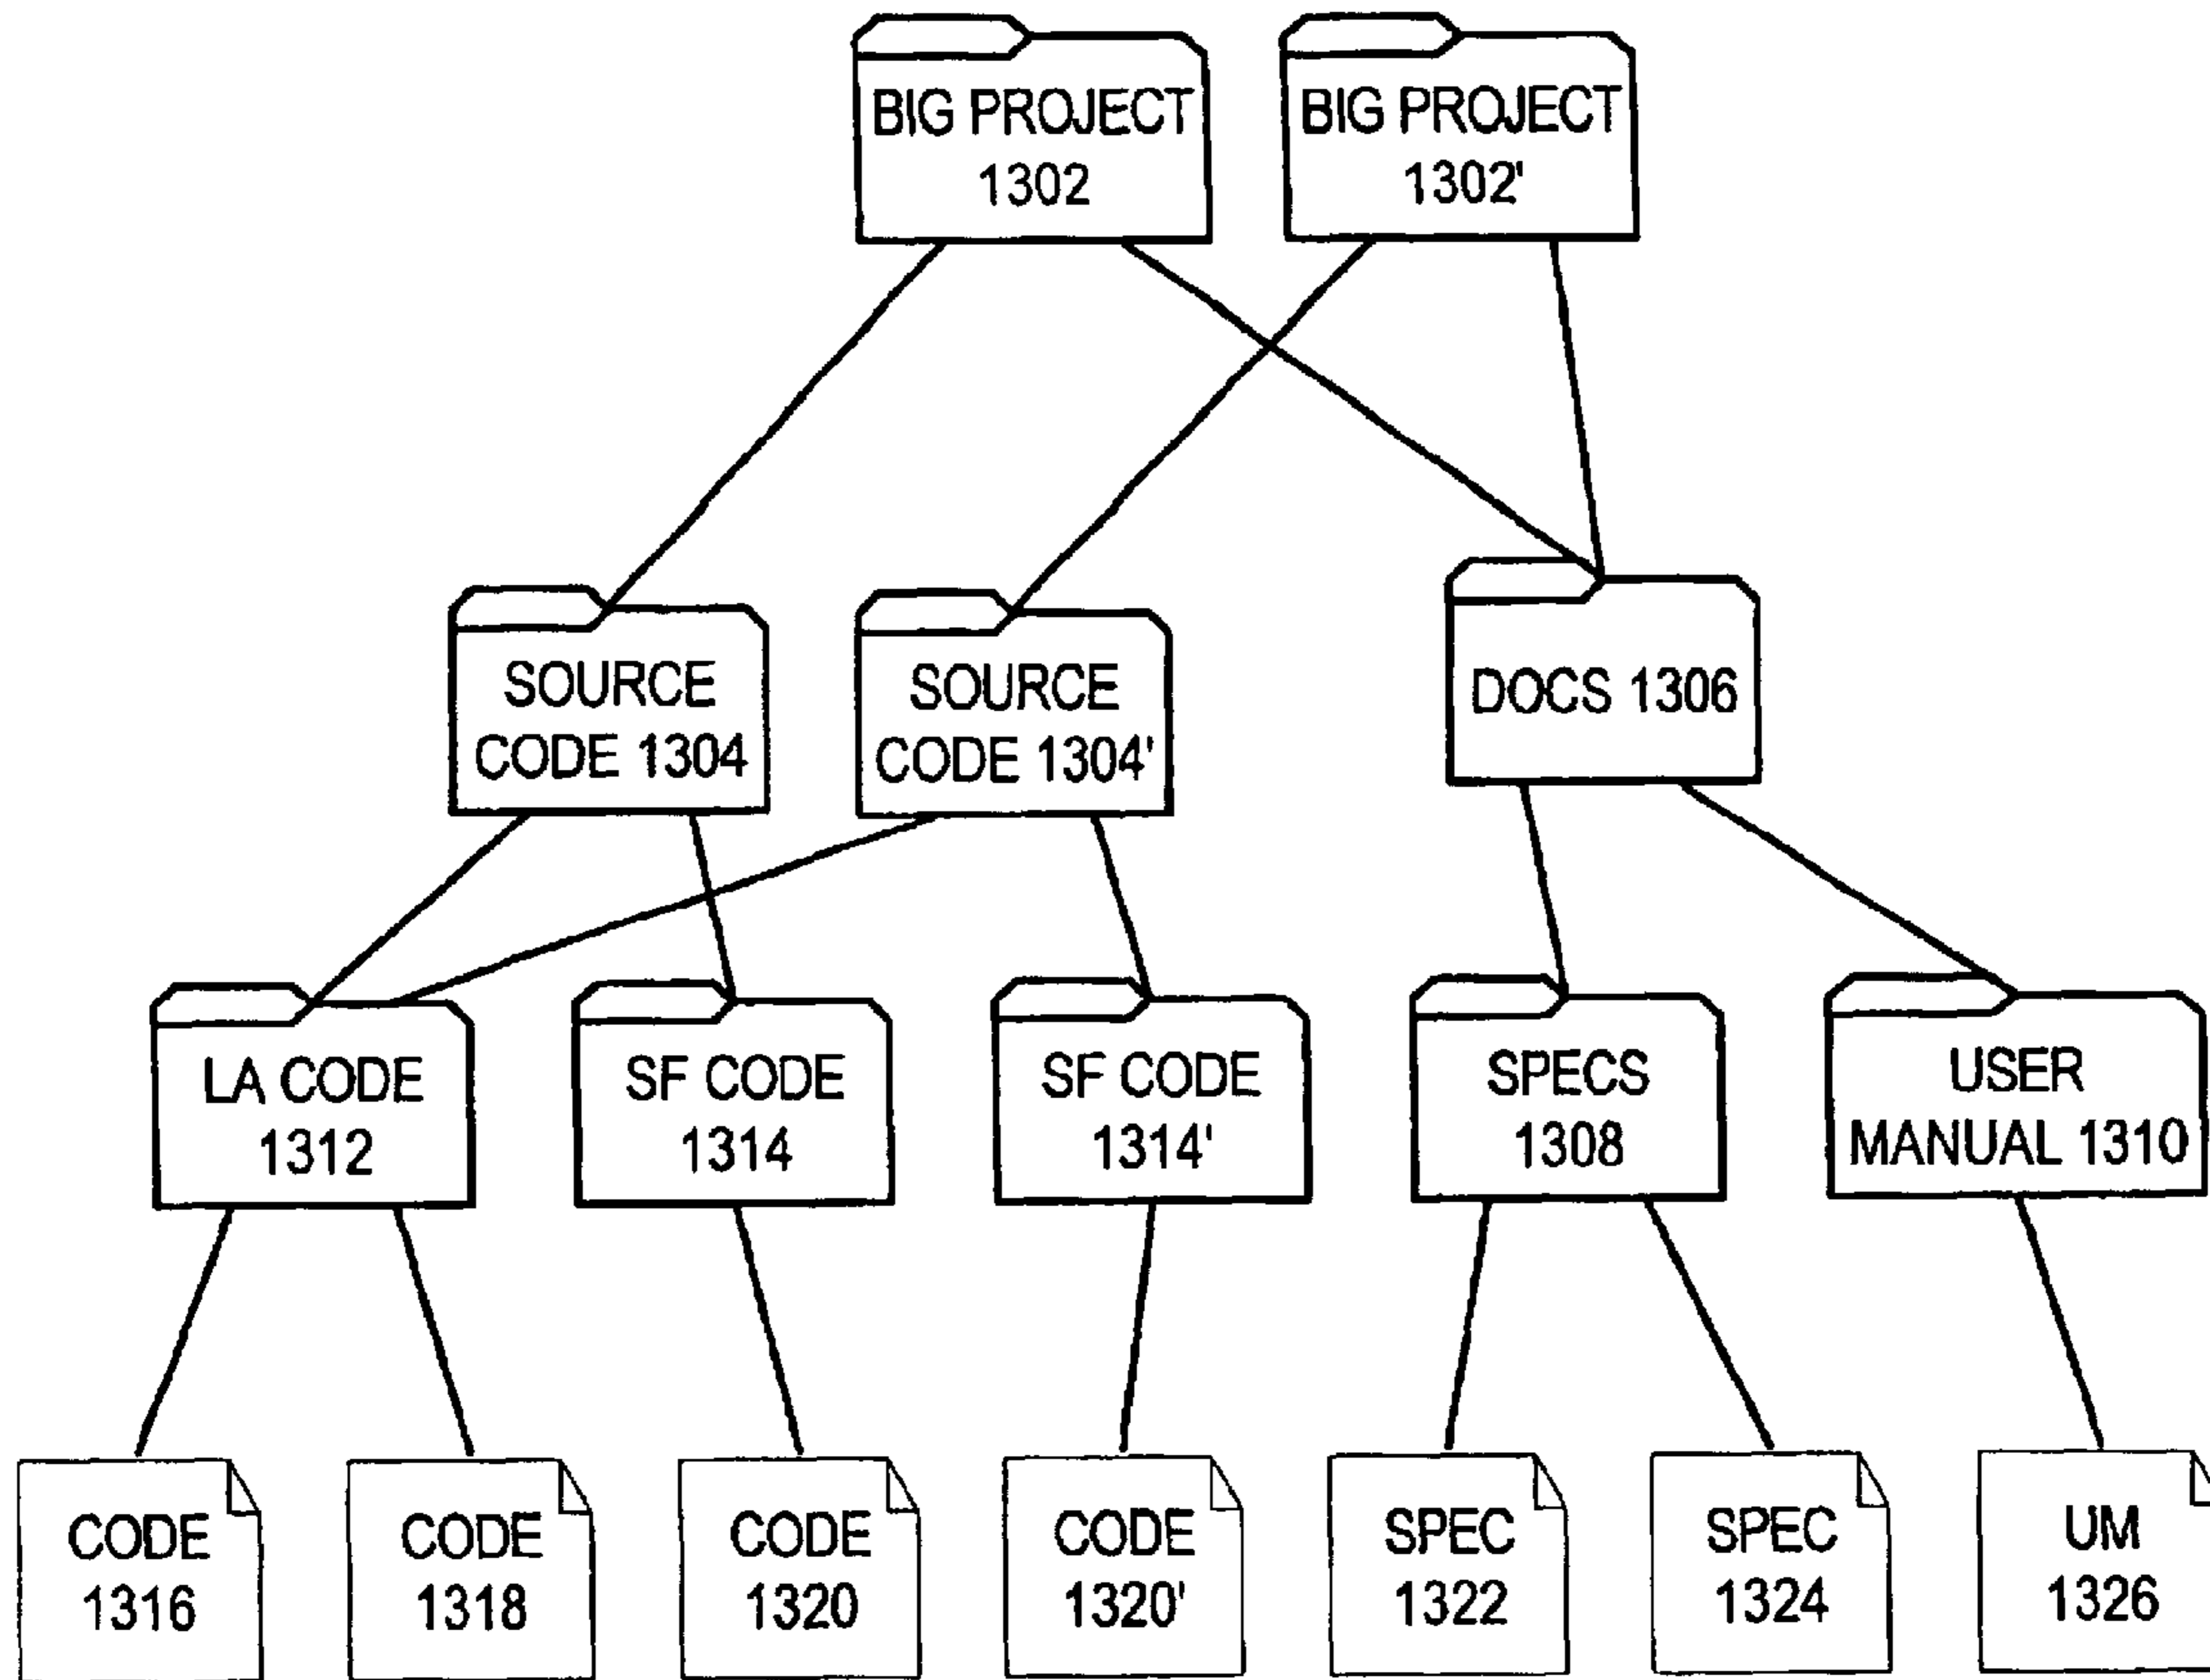 BIG PROJECT
1302
BIG PROJECT
1302'
SOURCE
CODE 1304
SOURCE
CODE 1304'
DOCS 1306
LA CODE
1312
SF CODE
1314
SF CODE
1314'
SPECS
1308
USER
MANUAL 1310
CODE
1316
CODE
1318
CODE
1320
CODE
1320'
SPEC
1322
SPEC
1324
UM
1326